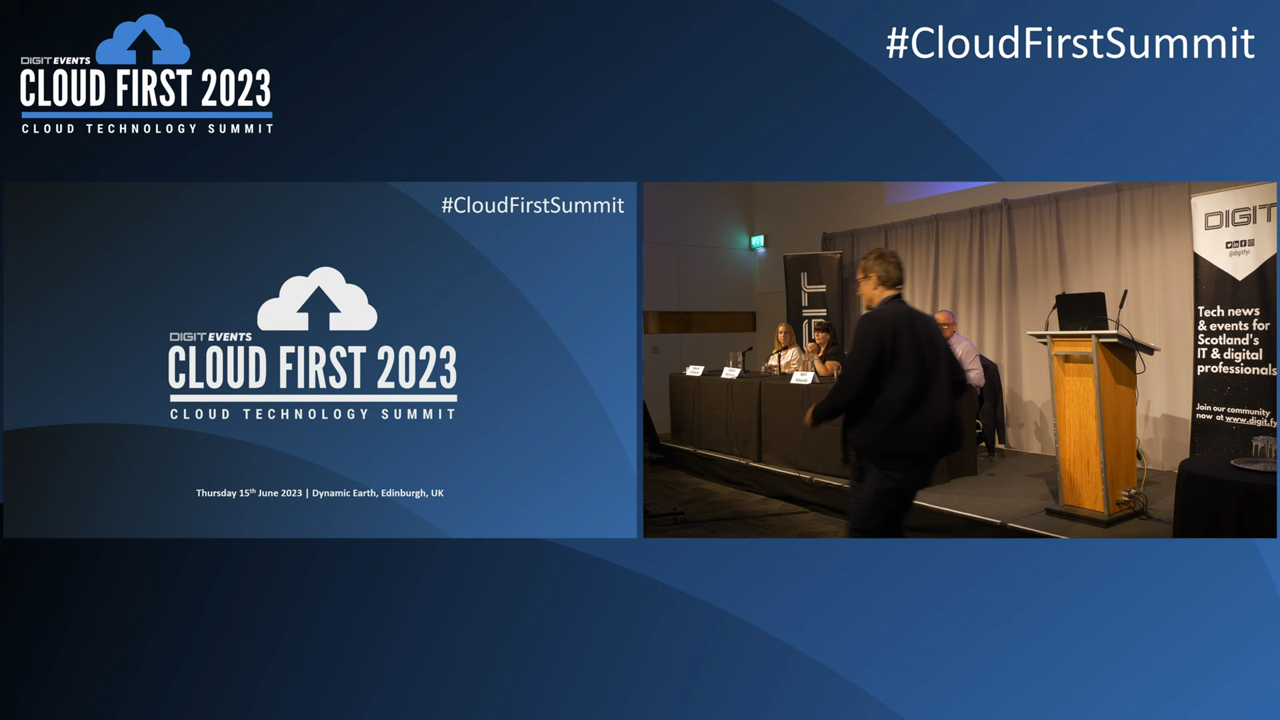 DIGIT EVENTS
CLOUD FIRST 2023
CLOUD TECHNOLOGY SUMMIT
#CloudFirstSummit
#CloudFirstSummit
DIGIT EVENTS
CLOUD FIRST 2023
CLOUD TECHNOLOGY SUMMIT
Thursday 15th June 2023 | Dynamic Earth, Edinburgh, UK
DIGIT
@digitfyi
Tech news
& events for
Scotland's
IT & digital
professionals
Join our community
now at www.digit.fy